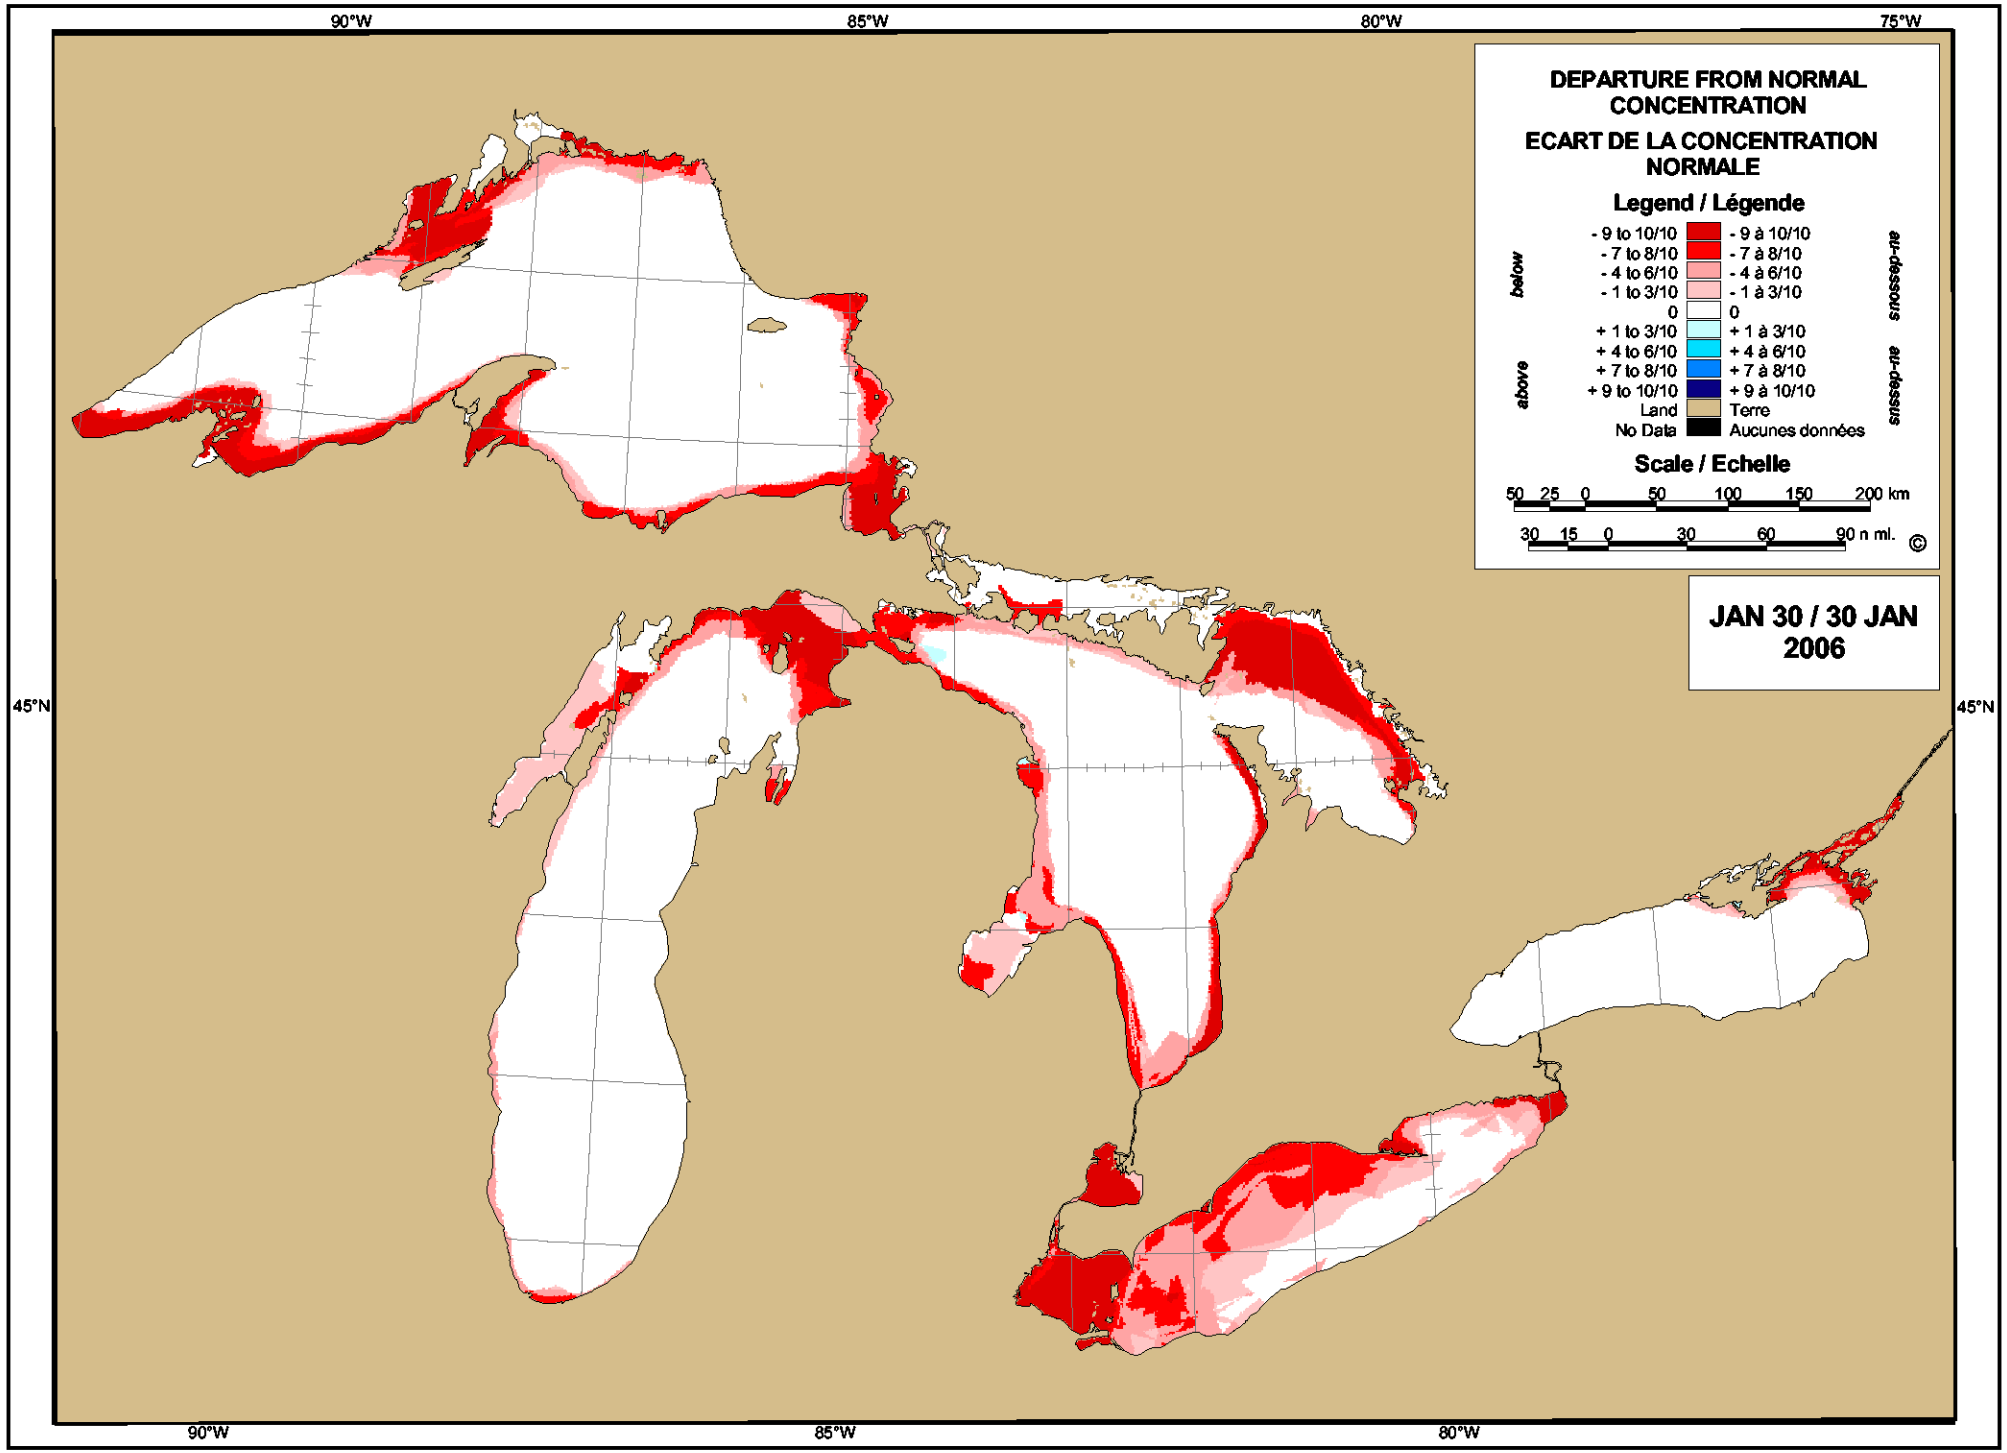 90°W 85°W 80°W 75°W
DEPARTURE FROM NORMAL
CONCENTRATION
ECART DE LA CONCENTRATION
NORMALE
Legend / Légende
- 9 to 10/10 - 9 à 10/10
- 7 to 8/10 - 7 à 8/10
- 4 to 6/10 - 4 à 6/10
- 1 to 3/10 - 1 à 3/10
0 0
+ 1 to 3/10 + 1 à 3/10
+ 4 to 6/10 + 4 à 6/10
+ 7 to 8/10 + 7 à 8/10
+ 9 to 10/10 + 9 à 10/10
Land Terre
No Data Aucunes données
below
above
au-dessous
au-dessus
Scale / Echelle
50 25 0 50 100 150 200 km
30 15 0 30 60 90 n ml. ©
JAN 30 / 30 JAN
2006
45°N 45°N
90°W 85°W 80°W